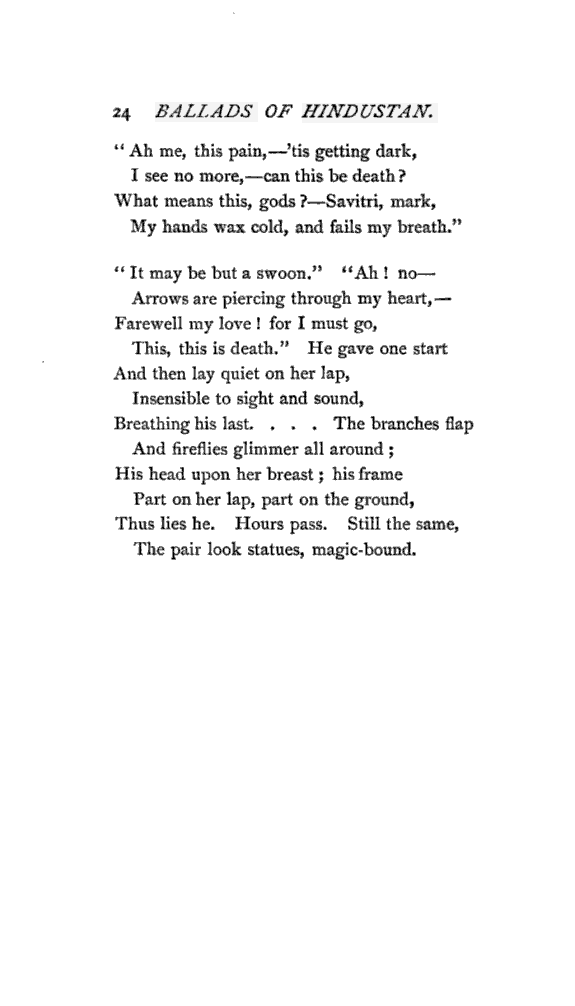 24 BALLADS OF HINDUSTAN.
“ Ah me, this pain,—’tis getting dark,
I see no more,—can this be death?
What means this, gods?—Savitri, mark,
My hands wax cold, and fails my breath.”
“ It may be but a swoon.” “Ah! no—
Arrows are piercing through my heart,—
Farewell my love! for I must go,
This, this is death.” He gave one start
And then lay quiet on her lap,
Insensible to sight and sound,
Breathing his last. . . . The branches flap
And fireflies glimmer all around;
His head upon her breast; his frame
Part on her lap, part on the ground,
Thus lies he. Hours pass. Still the same,
The pair look statues, magic-bound.